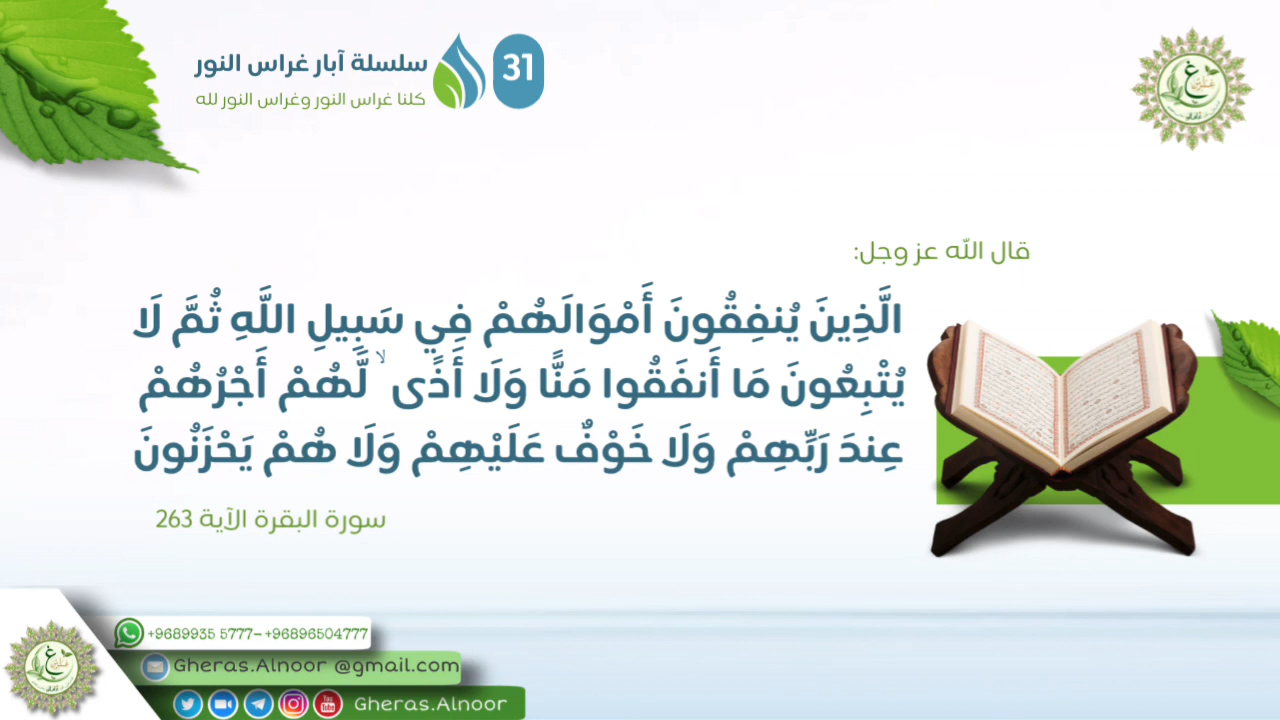 31
سلسلة آبار غراس النور
كلنا غراس النور وغراس النور لله
قال الله عز وجل:
الَّذِينَ يُنفِقُونَ أَمْوَالَهُمْ فِي سَبِيلِ اللَّهِ ثُمَّ لَا
يُتْبِعُونَ مَا أَنفَقُوا مَنًّا وَلَا أَذًى ۙ لَّهُمْ أَجْرُهُمْ
عِندَ رَبِّهِمْ وَلَا خَوْفٌ عَلَيْهِمْ وَلَا هُمْ يَحْزَنُونَ
سورة البقرة الآية 263
+9689935 5777- +96896504777
Gheras.Alnoor @gmail.com
Gheras.Alnoor